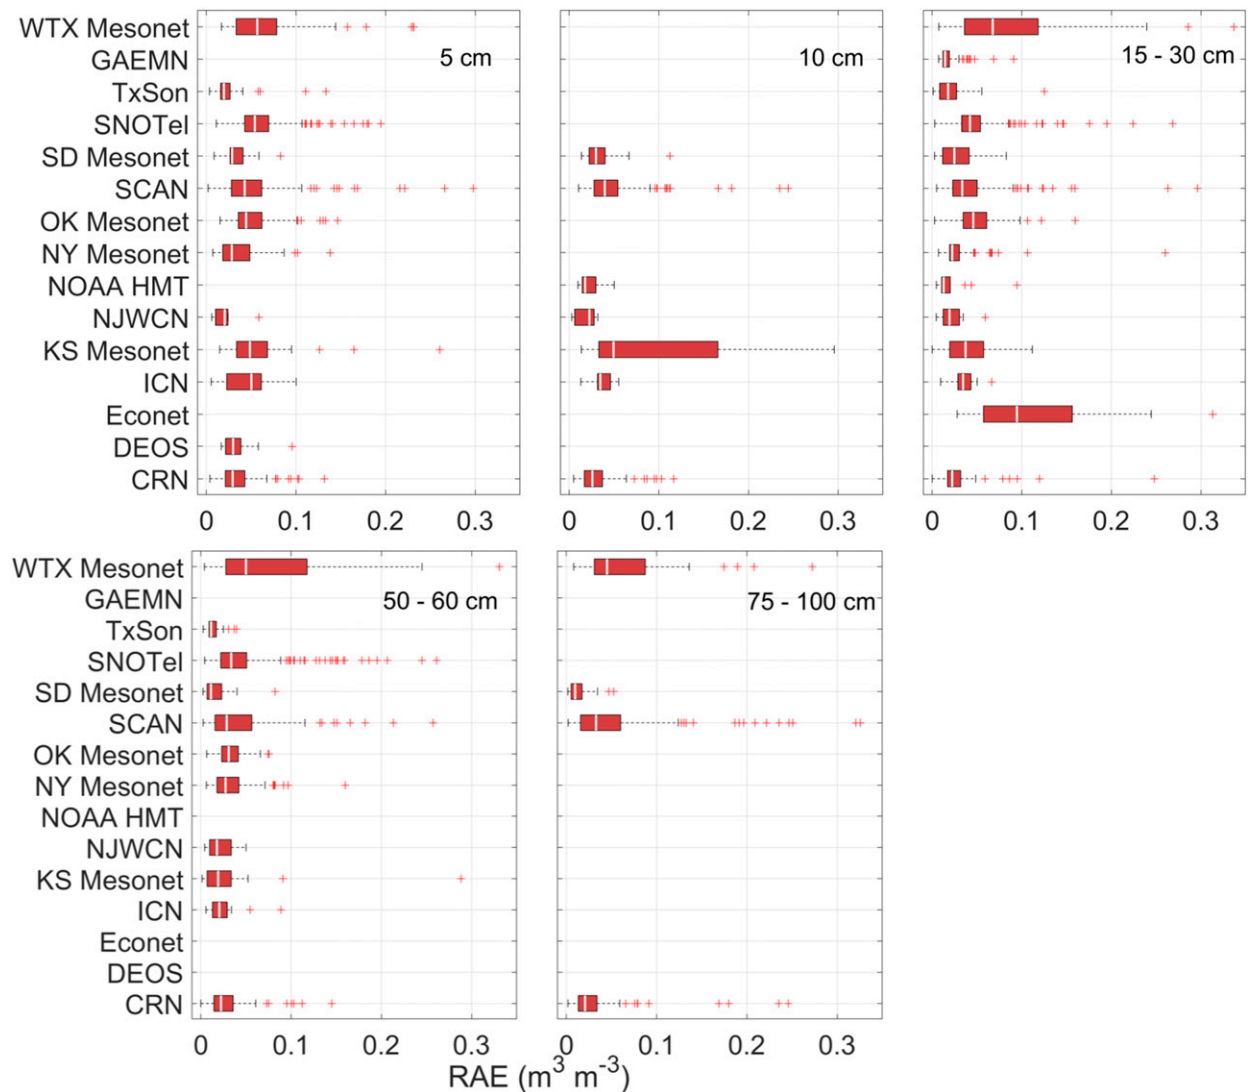 WTX Mesonet
GAEMN
TxSon
SNOTel
SD Mesonet
SCAN
OK Mesonet
NY Mesonet
NOAA HMT
NJWCN
KS Mesonet
ICN
Econet
DEOS
CRN
5 cm
0 0.1 0.2 0.3
10 cm
0 0.1 0.2 0.3
15 - 30 cm
0 0.1 0.2 0.3
WTX Mesonet
GAEMN
TxSon
SNOTel
SD Mesonet
SCAN
OK Mesonet
NY Mesonet
NOAA HMT
NJWCN
KS Mesonet
ICN
Econet
DEOS
CRN
50 - 60 cm
0 0.1 0.2 0.3
75 - 100 cm
0 0.1 0.2 0.3
RAE (m³ m⁻³)